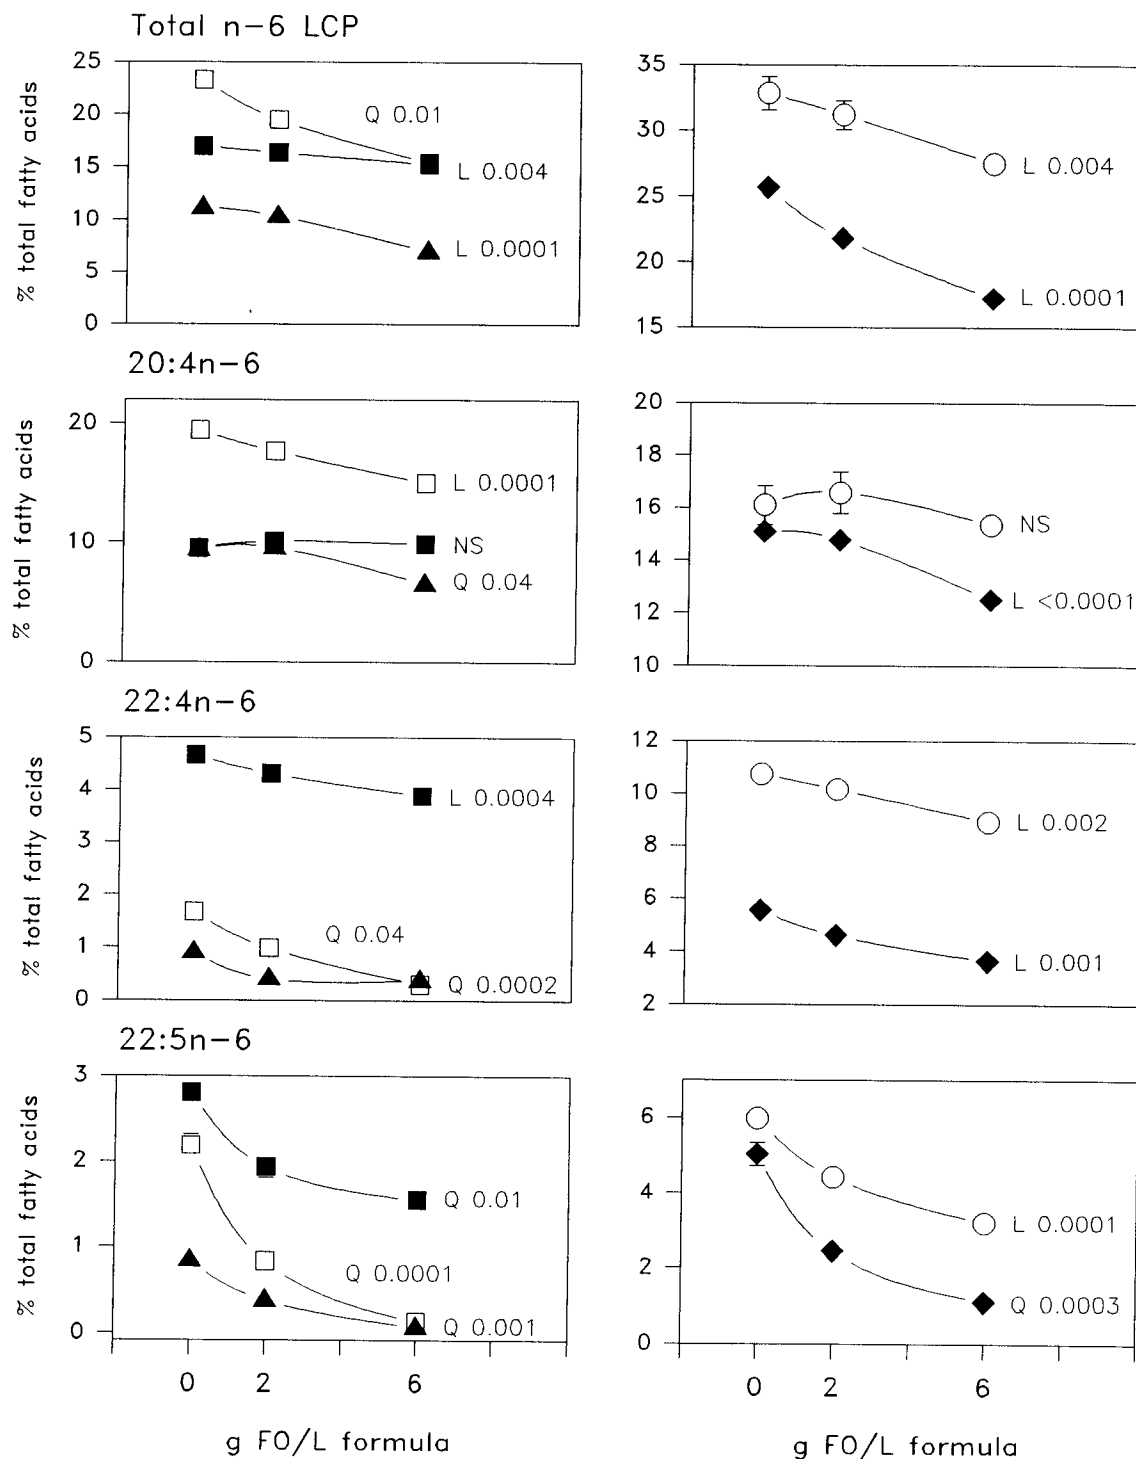 Total n-6 LCP
% total fatty acids
25
20
15
10
5
0
Q 0.01
L 0.004
L 0.0001
35
30
25
20
15
L 0.004
L 0.0001
20:4n-6
% total fatty acids
20
10
0
L 0.0001
NS
Q 0.04
20
18
16
14
12
10
NS
L <0.0001
22:4n-6
% total fatty acids
5
4
3
2
1
0
L 0.0004
Q 0.04
Q 0.0002
12
10
8
6
4
2
L 0.002
L 0.001
22:5n-6
% total fatty acids
3
2
1
0
Q 0.01
Q 0.0001
Q 0.001
0 2 6
g FO/L formula
6
4
2
0
L 0.0001
Q 0.0003
0 2 6
g FO/L formula